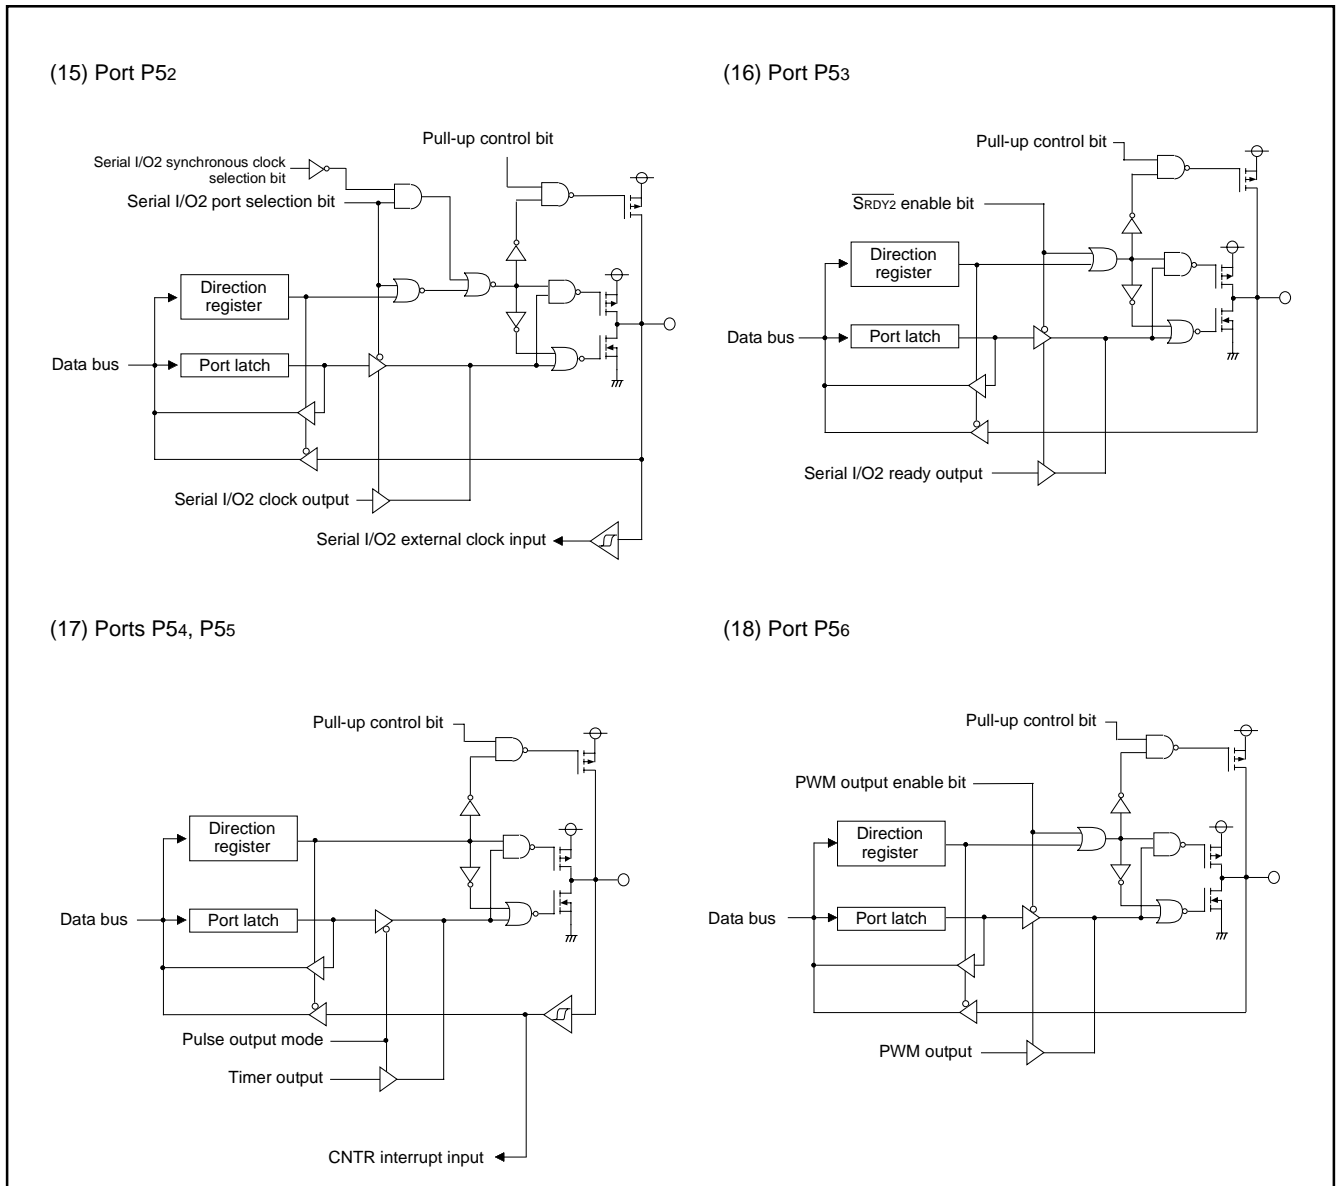 (15) Port P52
Pull-up control bit
Serial I/O2 synchronous clock
selection bit
Serial I/O2 port selection bit
Direction
register
Data bus
Port latch
Serial I/O2 clock output
Serial I/O2 external clock input
(16) Port P53
Pull-up control bit
SRDY2 enable bit
Direction
register
Data bus
Port latch
Serial I/O2 ready output
(17) Ports P54, P55
Pull-up control bit
Direction
register
Data bus
Port latch
Pulse output mode
Timer output
CNTR interrupt input
(18) Port P56
Pull-up control bit
PWM output enable bit
Direction
register
Data bus
Port latch
PWM output